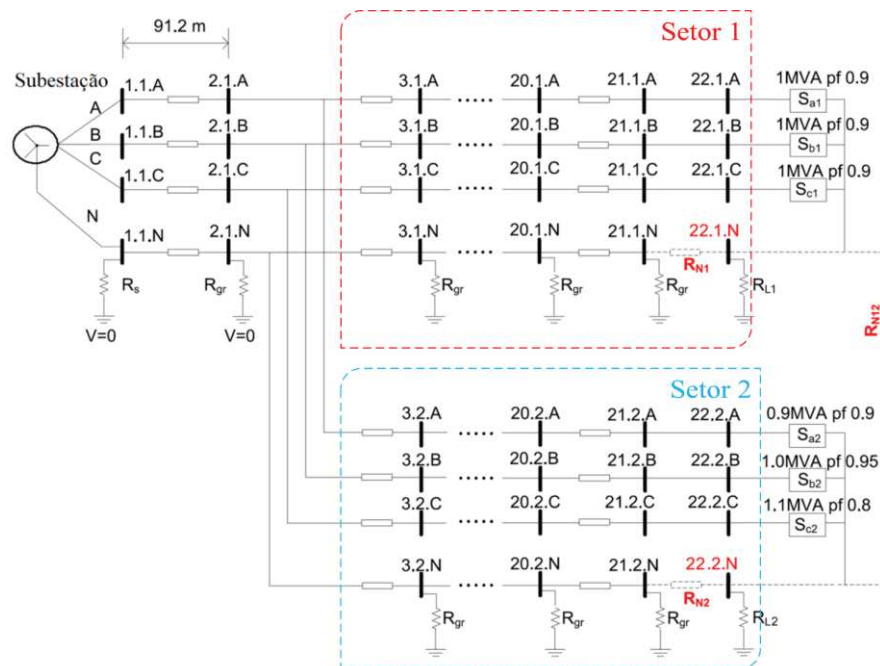 Setor 1
91.2 m
Subestação
1.1.A 2.1.A 3.1.A 20.1.A 21.1.A 22.1.A 1MVA pf 0.9
A Sa1
B 1.1.B 2.1.B 3.1.B 20.1.B 21.1.B 22.1.B 1MVA pf 0.9
Sb1
C 1.1.C 2.1.C 3.1.C 20.1.C 21.1.C 22.1.C 1MVA pf 0.9
Sc1
N
1.1.N 2.1.N 3.1.N 20.1.N 21.1.N 22.1.N
RN1
Rs Rgr Rgr Rgr Rgr RL1
V=0 V=0
RN12
Setor 2
3.2.A 20.2.A 21.2.A 22.2.A 0.9MVA pf 0.9
Sa2
3.2.B 20.2.B 21.2.B 22.2.B 1.0MVA pf 0.95
Sb2
3.2.C 20.2.C 21.2.C 22.2.C 1.1MVA pf 0.8
Sc2
3.2.N 20.2.N 21.2.N 22.2.N
RN2
Rgr Rgr Rgr RL2